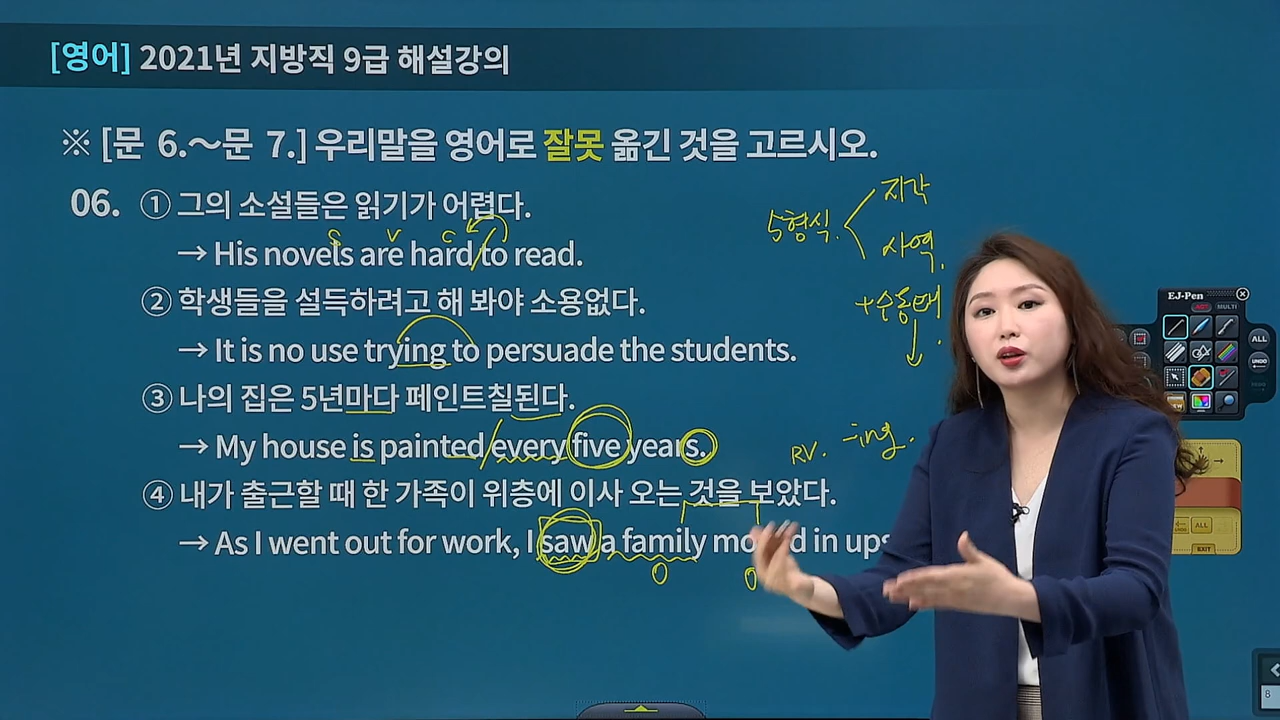 [영어] 2021년 지방직 9급 해설강의
※ [문 6.~문 7.] 우리말을 영어로 잘못 옮긴 것을 고르시오.
06. ① 그의 소설들은 읽기가 어렵다.
S V C
→ His novels are hard to read.
② 학생들을 설득하려고 해 봐야 소용없다.
→ It is no use trying to persuade the students.
③ 나의 집은 5년마다 페인트칠된다.
→ My house is painted every five years.
④ 내가 출근할 때 한 가족이 위층에 이사 오는 것을 보았다.
→ As I went out for work, I saw a family in
O
지각
5형식.
사역.
+수동태
RV. -ing.
EJ-Pen
MULTI
ALL
UNDO
ALL
EXIT
8